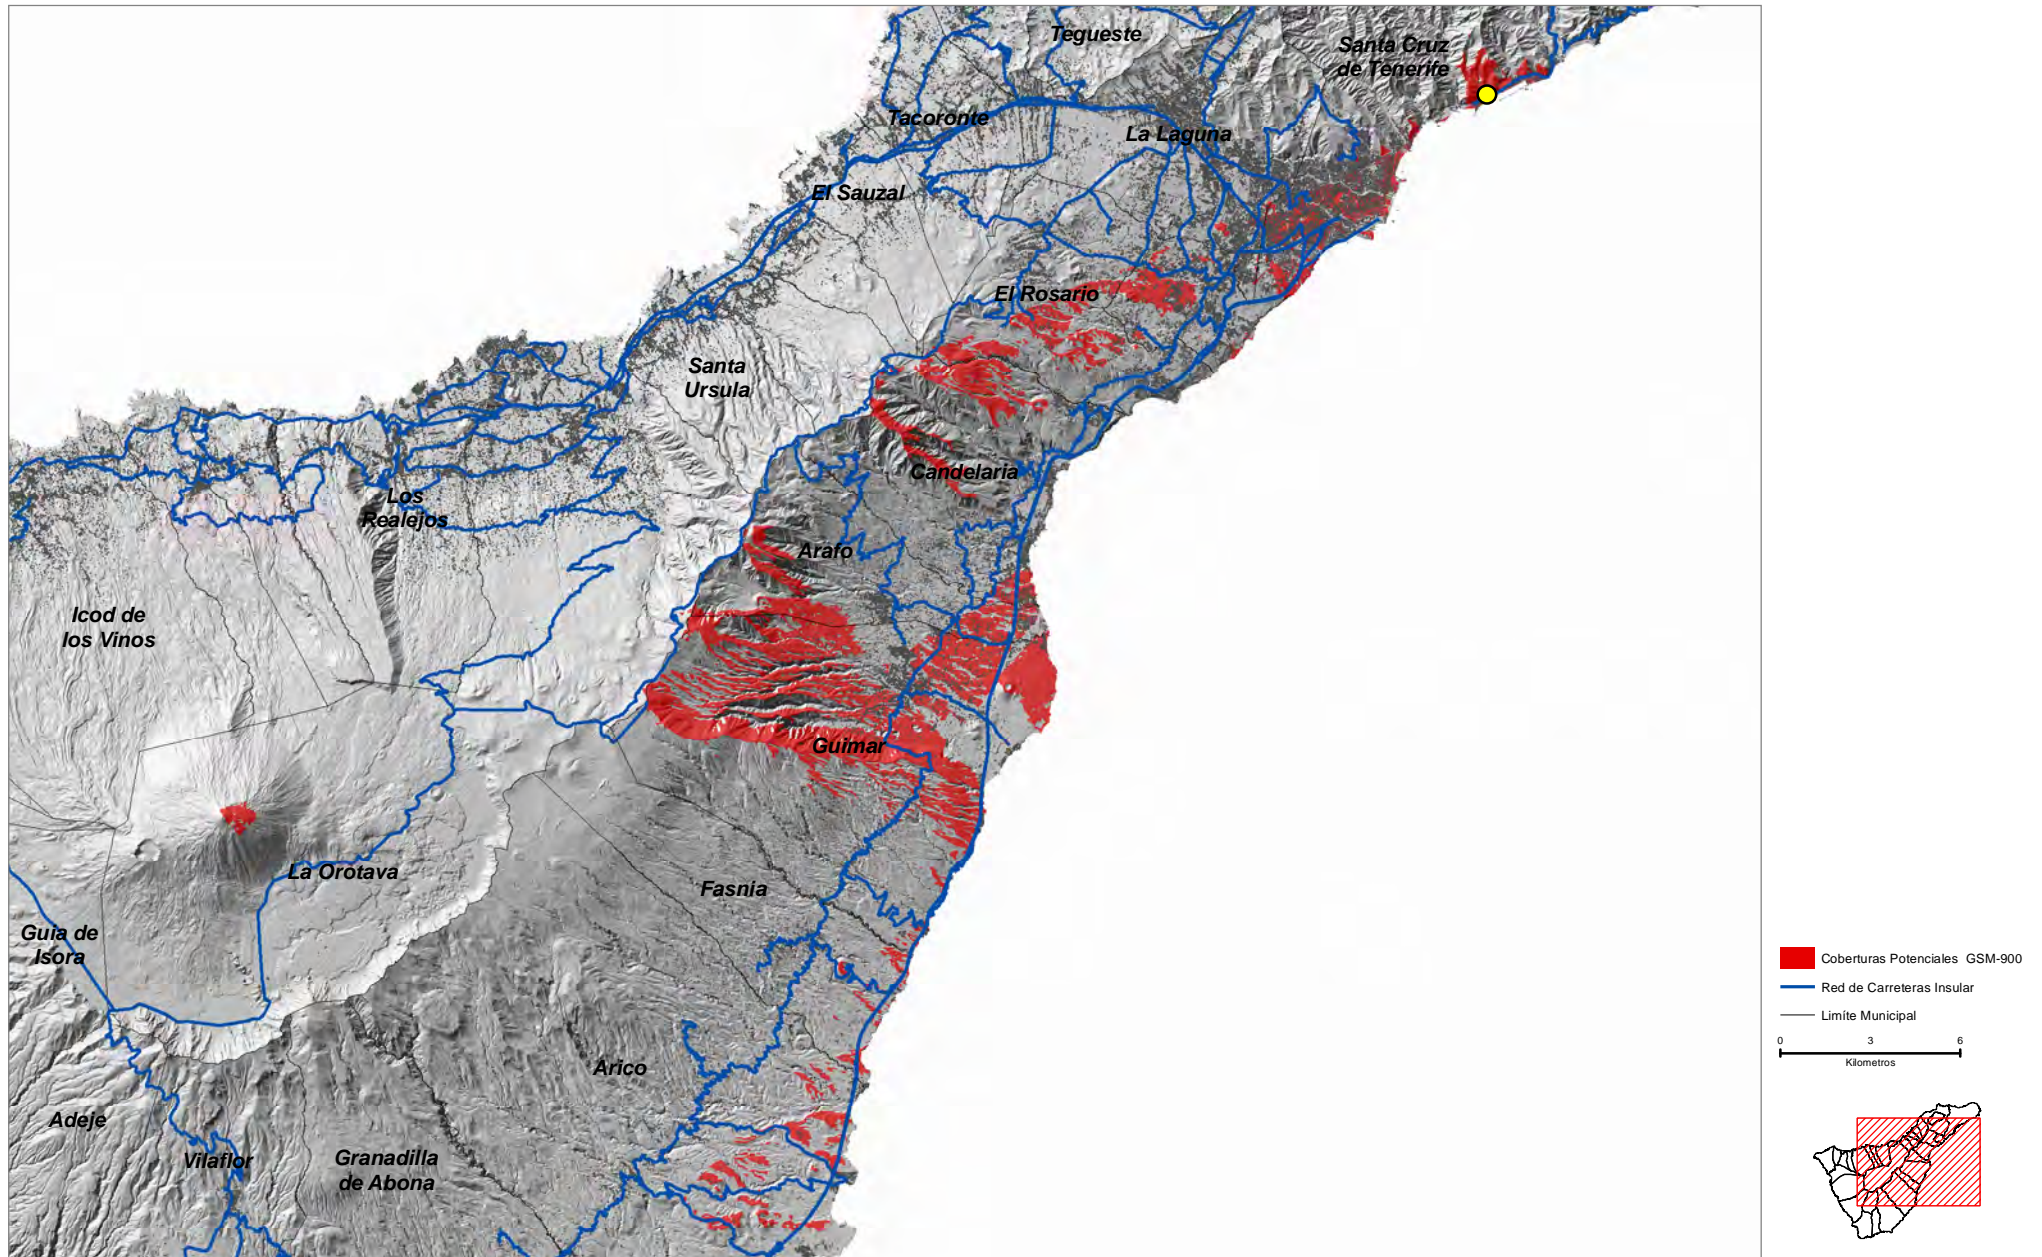 Tegueste
Santa Cruz
de Tenerife
Tacoronte
La Laguna
El Sauzal
El Rosario
Santa
Ursula
Candelaria
Los
Realejos
Arafo
Icod de
los Vinos
Guimar
La Orotava
Fasnia
Guia de
Isora
Arico
Adeje
Vilaflor
Granadilla
de Abona
Coberturas Potenciales GSM-900
Red de Carreteras Insular
Limíte Municipal
0 3 6
Kilometros